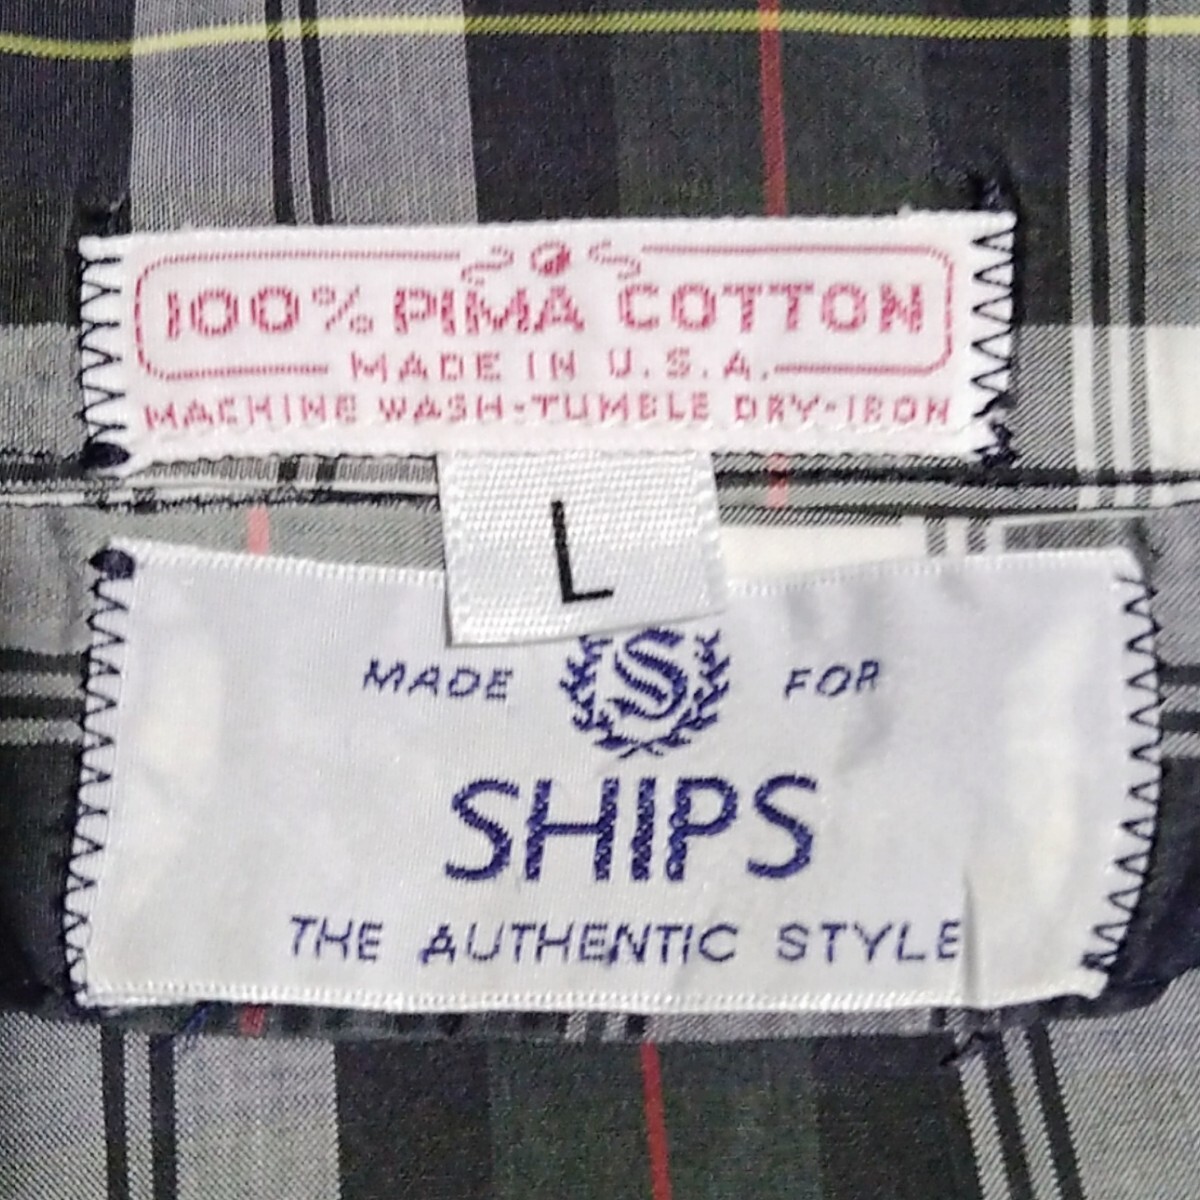 100% PIMA COTTON
MADE IN U.S.A.
MACHINE WASH-TUMBLE DRY-IRON
L
MADE S FOR
SHIPS
THE AUTHENTIC STYLE